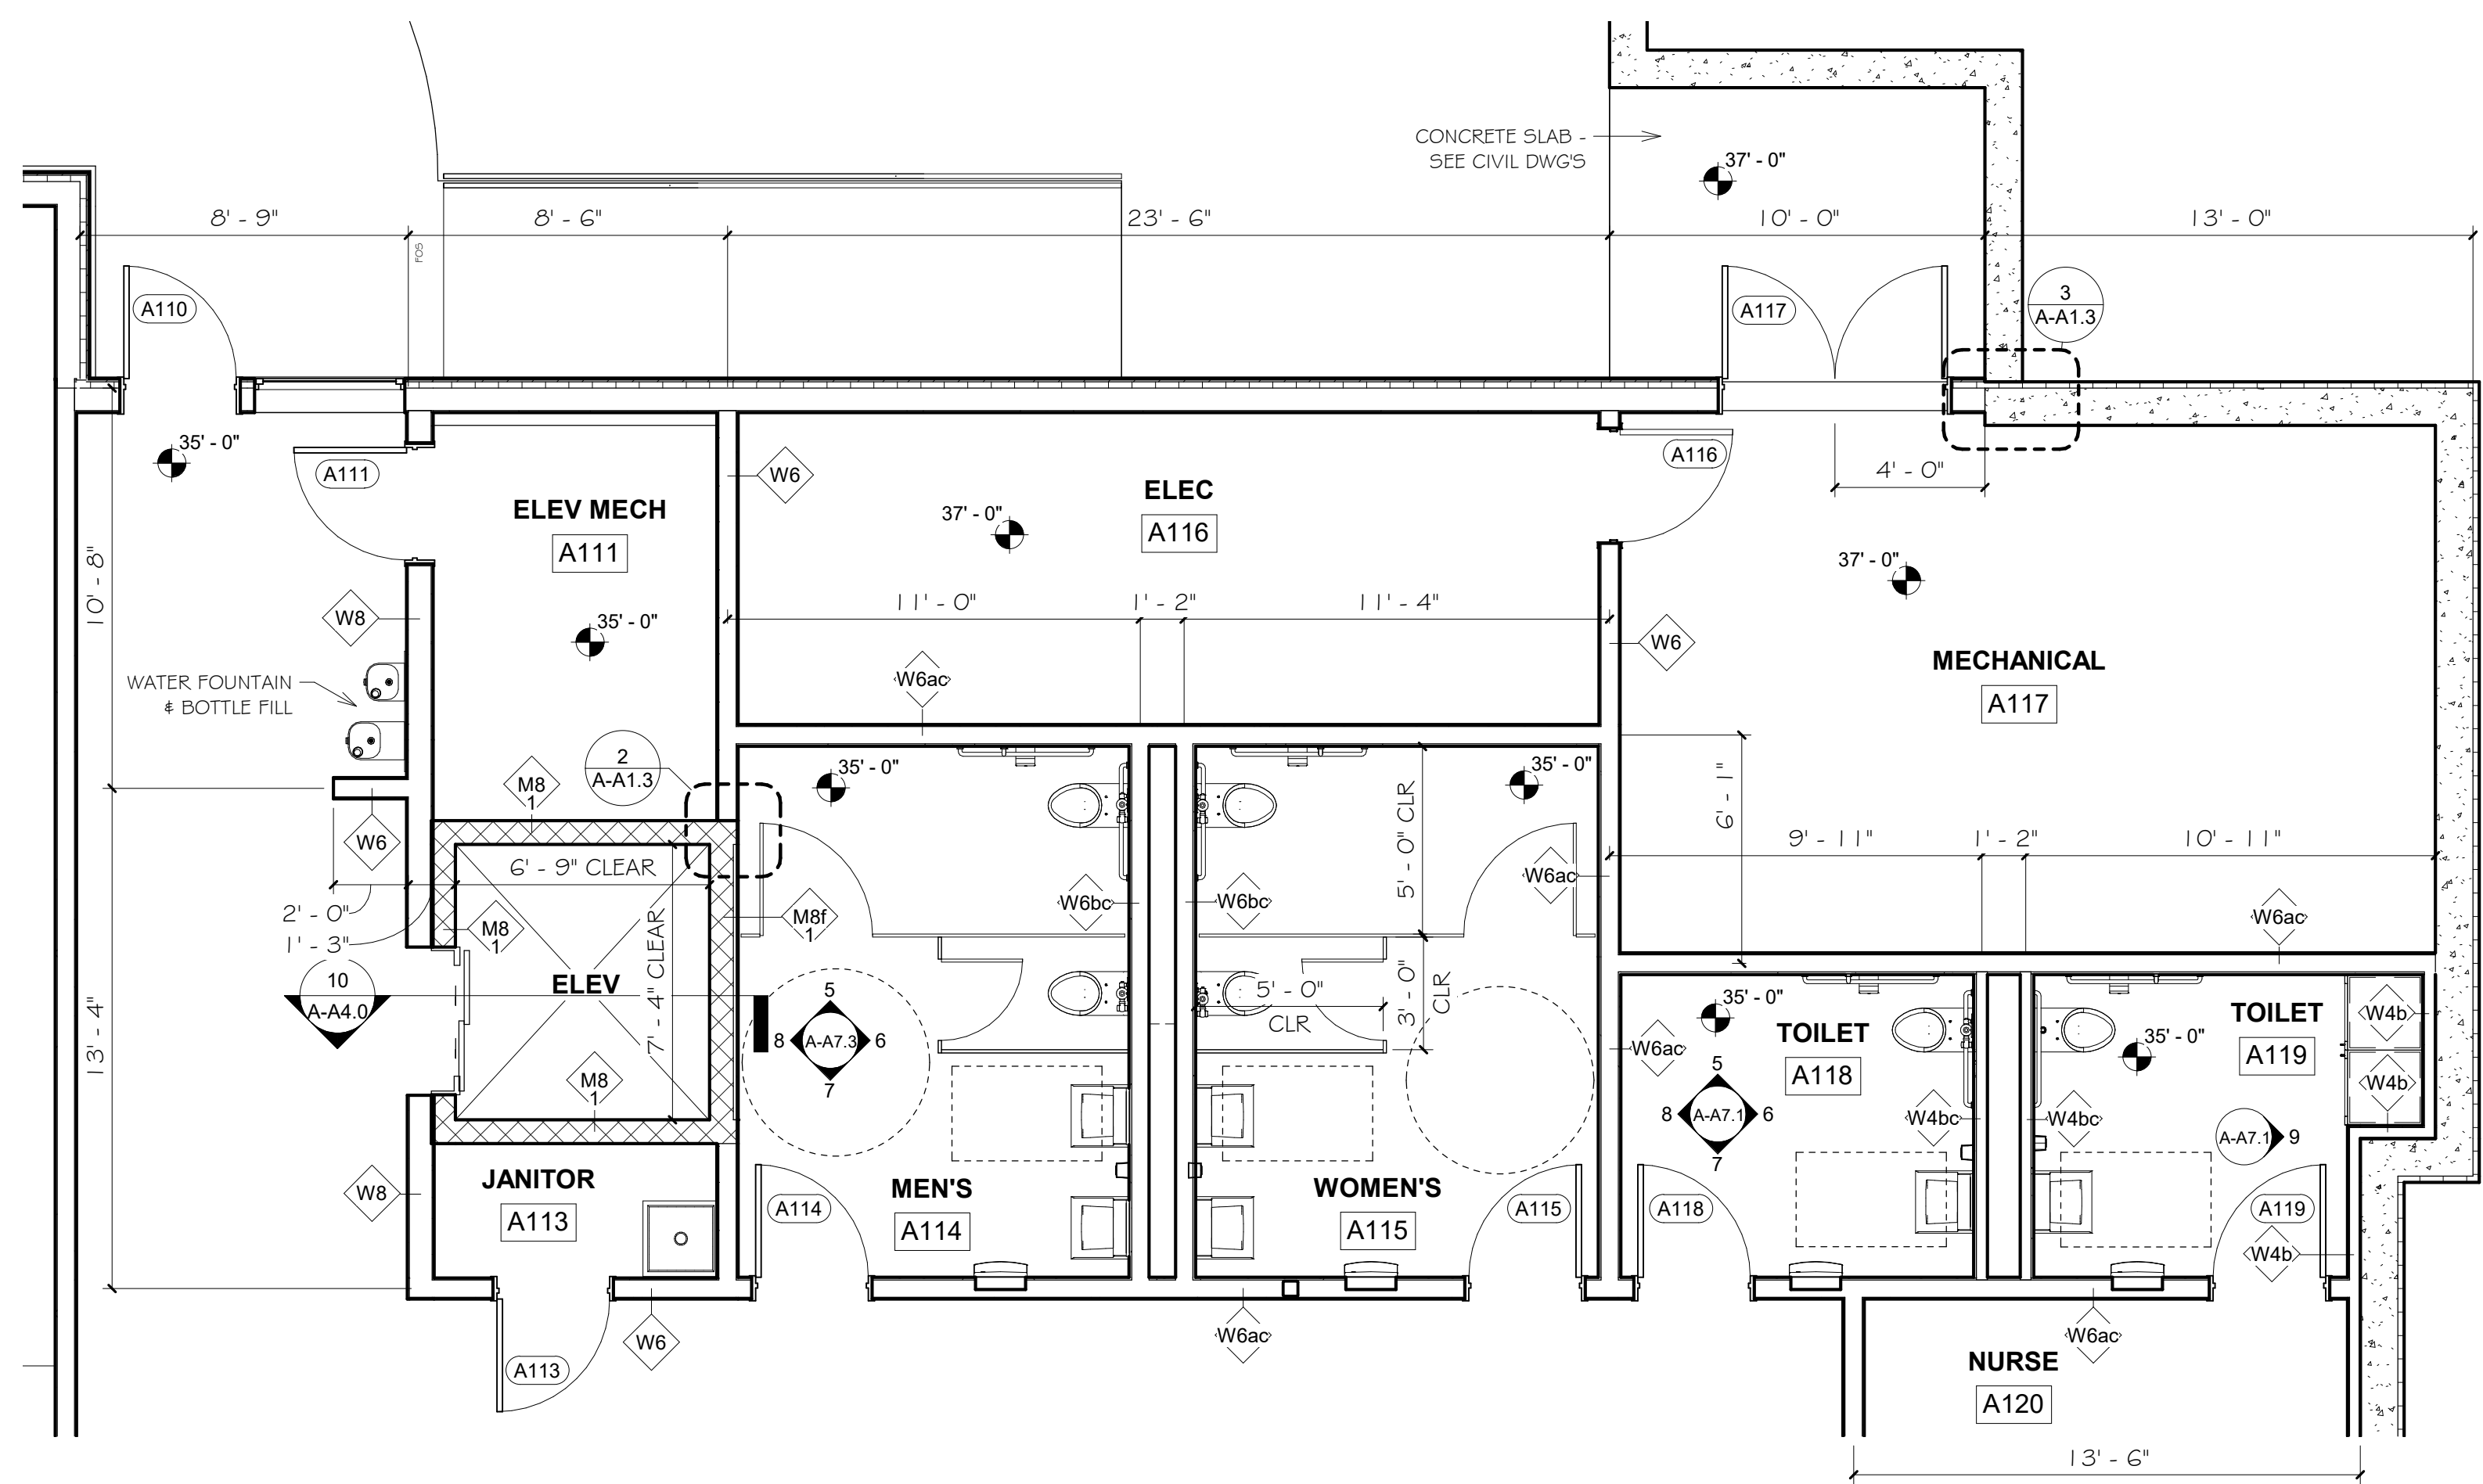 CONCRETE SLAB -
SEE CIVIL DWG'S
37' - 0"
8' - 9"
8' - 6"
23' - 6"
10' - 0"
13' - 0"
FOS
A110
A117
3
A-A1.3
35' - 0"
A111
W6
A116
4' - 0"
ELEV MECH
A111
37' - 0"
ELEC
A116
10' - 8"
37' - 0"
W8
35' - 0"
11' - 0"
1' - 2"
11' - 4"
W6
WATER FOUNTAIN
& BOTTLE FILL
W6ac
MECHANICAL
A117
2
A-A1.3
M8
1
35' - 0"
35' - 0"
5' - 0" CLR
6' - 1"
W6
6' - 9" CLEAR
9' - 11"
1' - 2"
10' - 11"
2' - 0"
1' - 3"
M8
1
M8f
1
W6bc
W6bc
W6ac
W6ac
7' - 4" CLEAR
10
A-A4.0
ELEV
5
8
A-A7.3
6
7
5' - 0"
CLR
3' - 0"
CLR
13' - 4"
35' - 0"
TOILET
A118
TOILET
A119
W4b
35' - 0"
W6ac
M8
1
5
8
A-A7.1
6
7
W4b
W4bc
W4bc
A-A7.1
9
JANITOR
A113
W8
MEN'S
A114
WOMEN'S
A115
A114
A115
A118
A119
W4b
W6
W6ac
W6ac
A113
NURSE
A120
13' - 6"